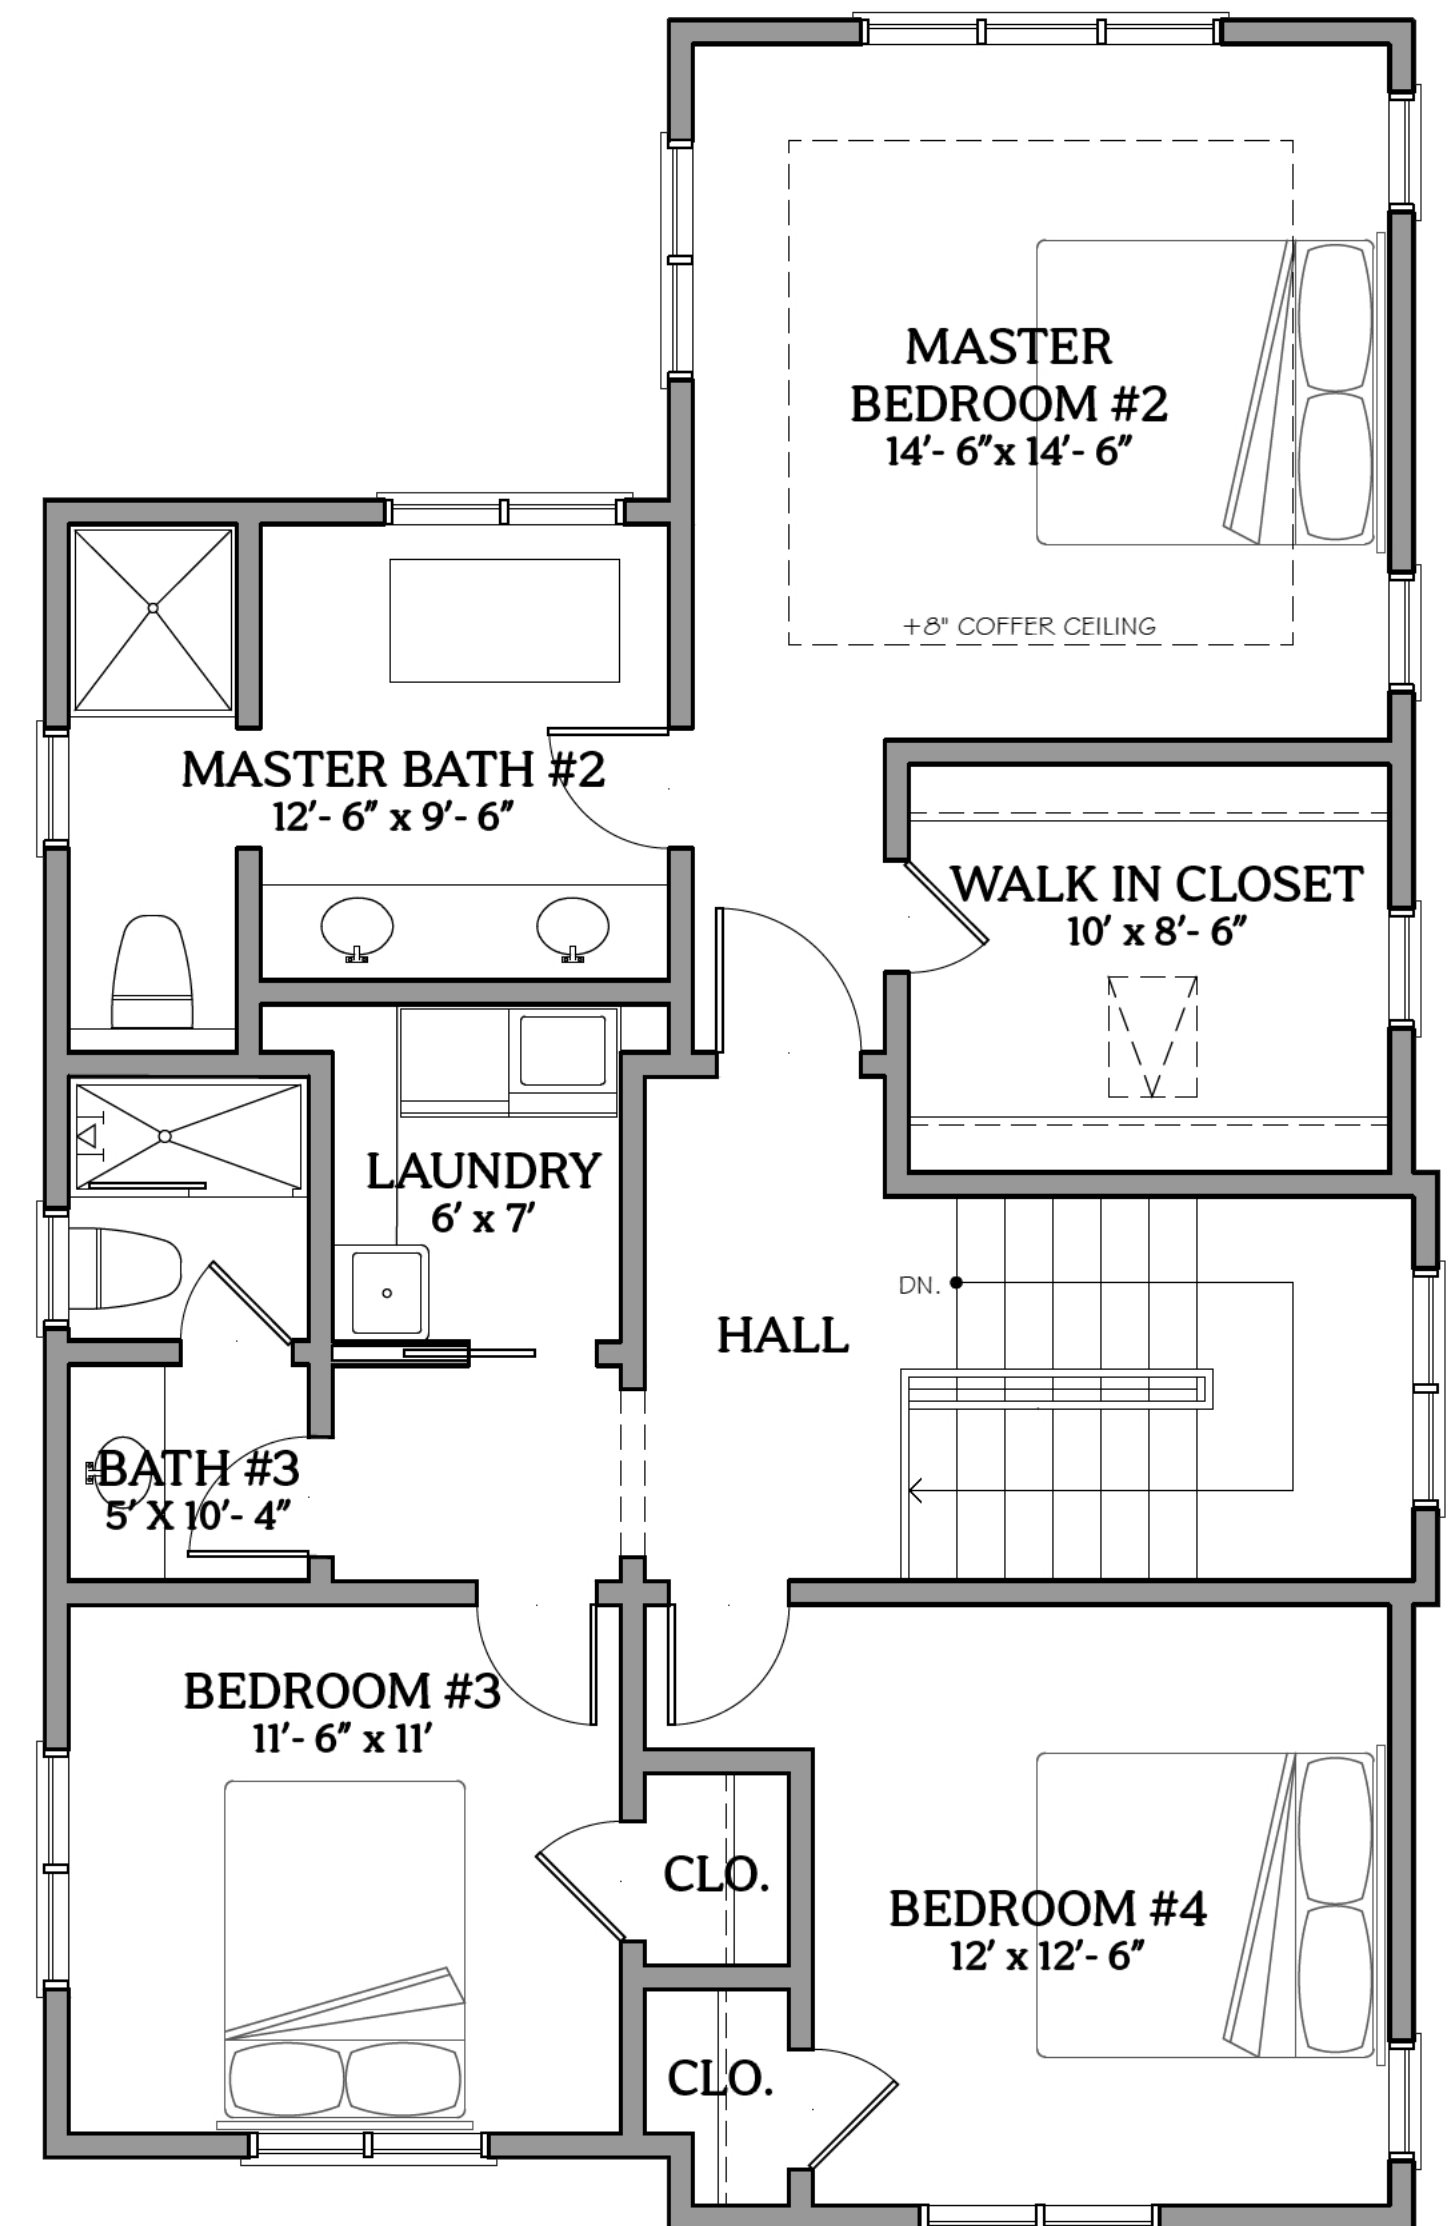 MASTER
BEDROOM #2
14'- 6"x 14'- 6"
+8" COFFER CEILING
MASTER BATH #2
12'- 6" x 9'- 6"
WALK IN CLOSET
10' x 8'- 6"
LAUNDRY
6' x 7'
DN.
HALL
BATH #3
5' X 10'- 4"
BEDROOM #3
11'- 6" x 11'
CLO.
BEDROOM #4
12' x 12'- 6"
CLO.